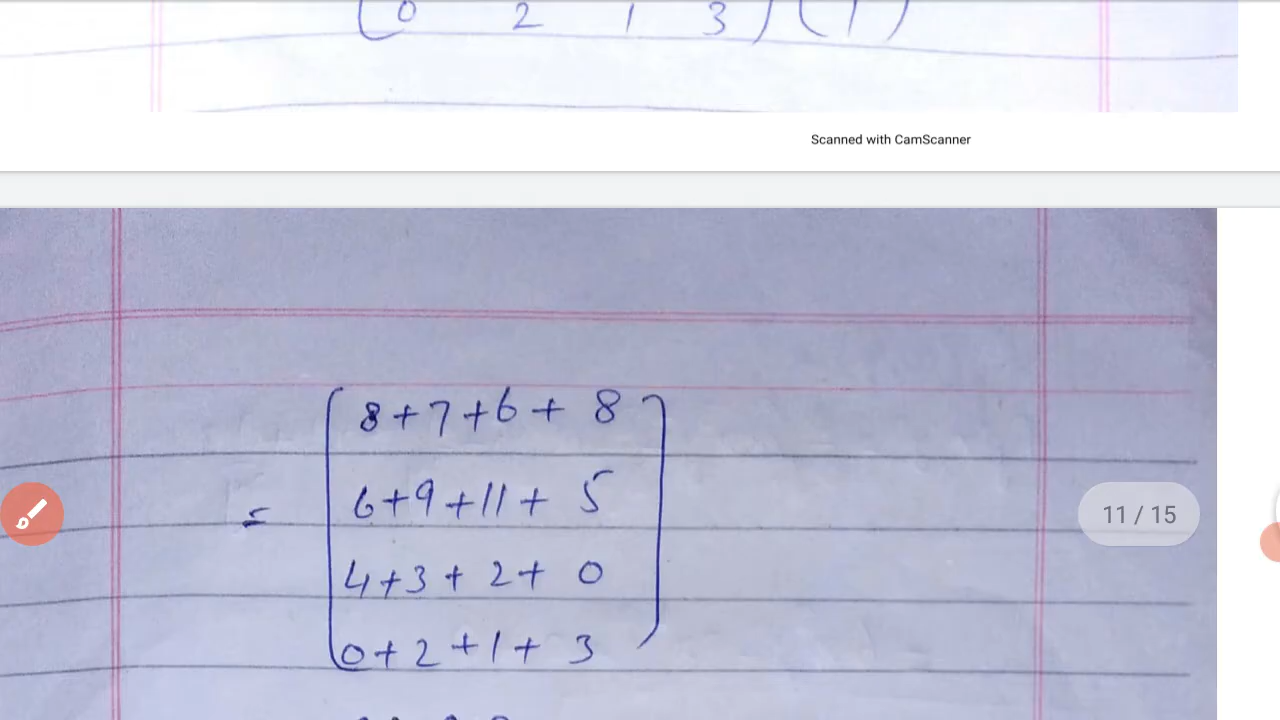 0 2 1 3 1
Scanned with CamScanner
8+7+6+ 8
6+9+11+ 5
11 / 15
=
4+3+ 2+ 0
0+ 2 +1+ 3